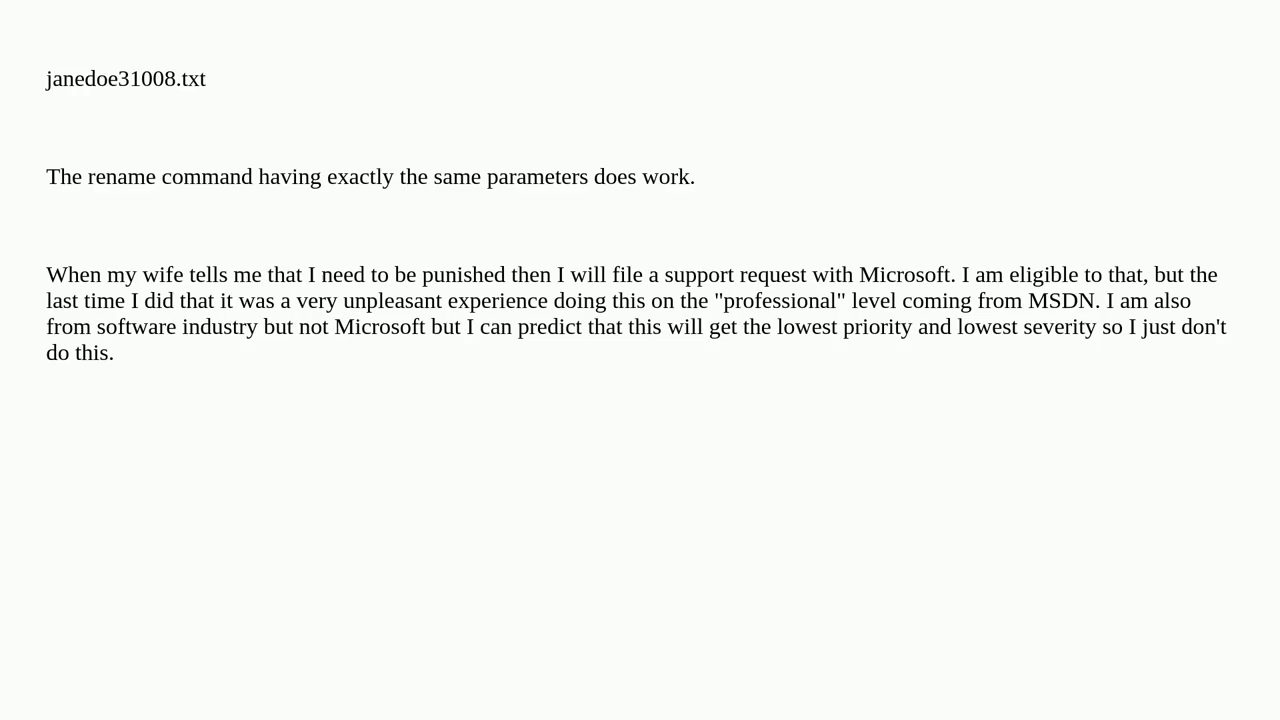 janedoe31008.txt
The rename command having exactly the same parameters does work.
When my wife tells me that I need to be punished then I will file a support request with Microsoft. I am eligible to that, but the
last time I did that it was a very unpleasant experience doing this on the "professional" level coming from MSDN. I am also
from software industry but not Microsoft but I can predict that this will get the lowest priority and lowest severity so I just don't
do this.